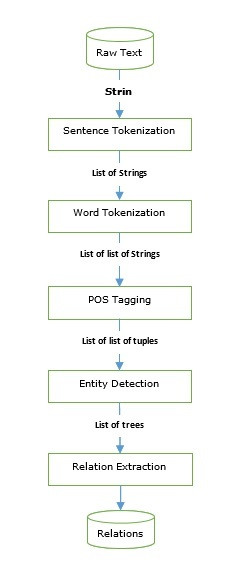 Raw Text
Strin
Sentence Tokenization
List of Strings
Word Tokenization
List of list of Strings
POS Tagging
List of list of tuples
Entity Detection
List of trees
Relation Extraction
Relations